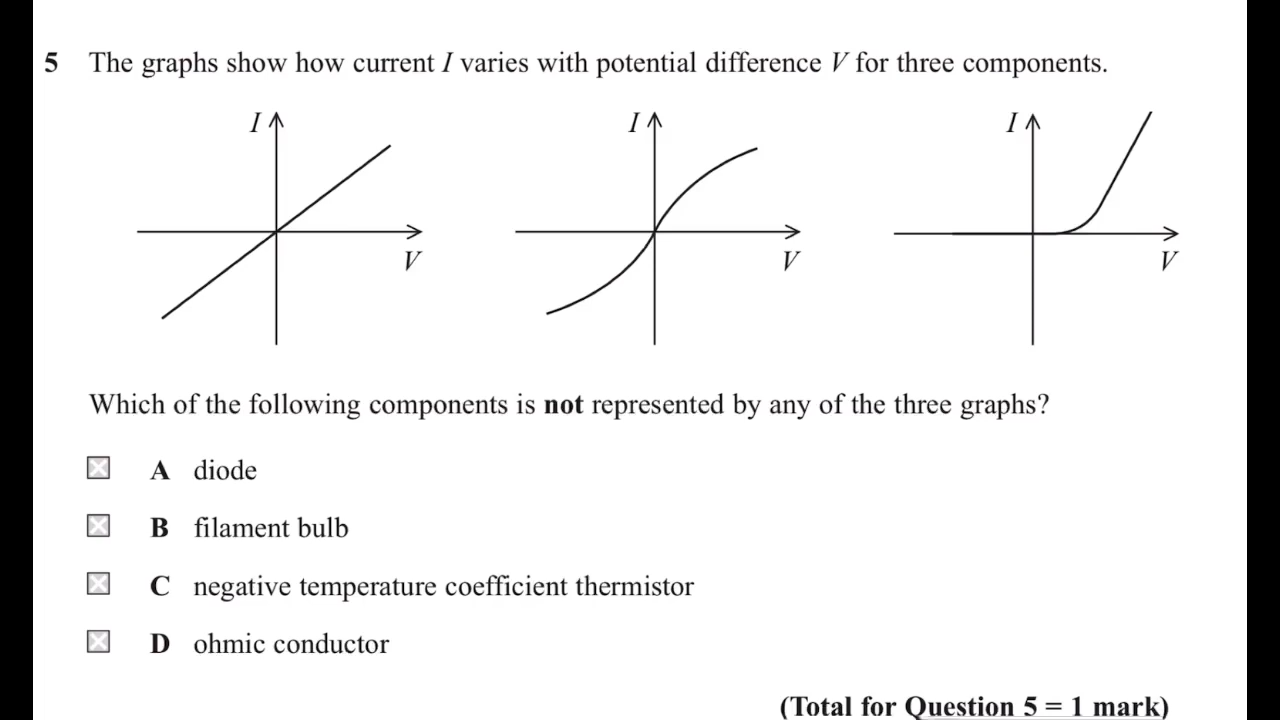 5 The graphs show how current I varies with potential difference V for three components.
I I I
V V V
Which of the following components is not represented by any of the three graphs?
A diode
B filament bulb
C negative temperature coefficient thermistor
D ohmic conductor
(Total for Question 5 = 1 mark)